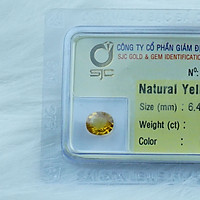 CÔNG TY CỔ PHẦN GIÁM Đ
SJC GOLD & GEM IDENTIFICATION
SJC
Nº:
Natural Yel
Size (mm) : 6,4
Weight (ct) :
Color :